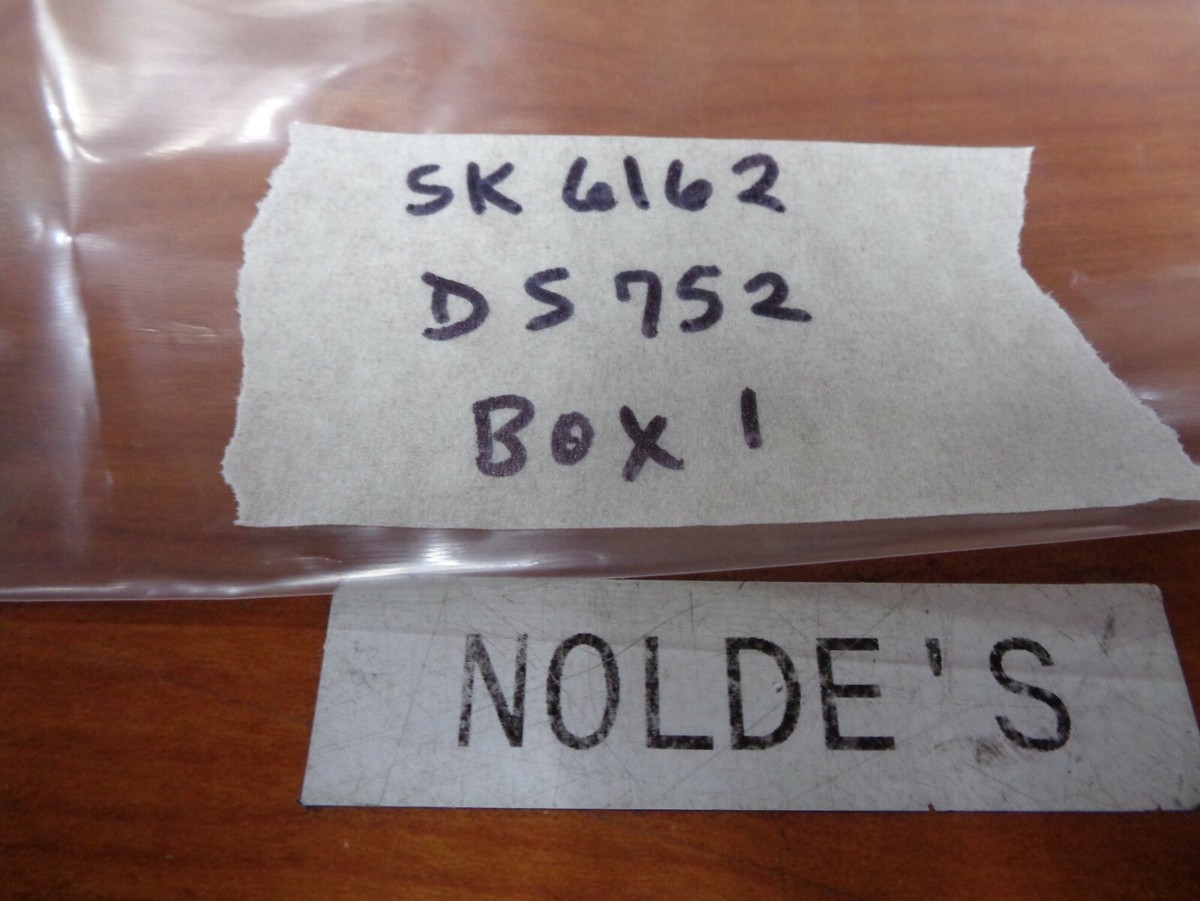 SK 6162
DS 752
BOX 1
NOLDE'S